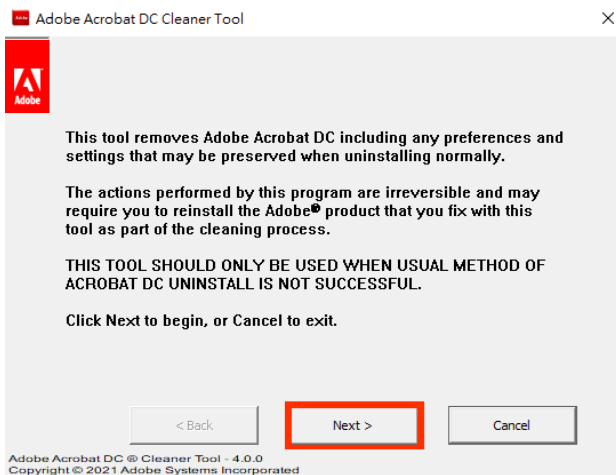 Adobe Acrobat DC Cleaner Tool
Adobe
This tool removes Adobe Acrobat DC including any preferences and
settings that may be preserved when uninstalling normally.
The actions performed by this program are irreversible and may
require you to reinstall the Adobe® product that you fix with this
tool as part of the cleaning process.
THIS TOOL SHOULD ONLY BE USED WHEN USUAL METHOD OF
ACROBAT DC UNINSTALL IS NOT SUCCESSFUL.
Click Next to begin, or Cancel to exit.
< Back Next > Cancel
Adobe Acrobat DC ® Cleaner Tool - 4.0.0
Copyright © 2021 Adobe Systems Incorporated